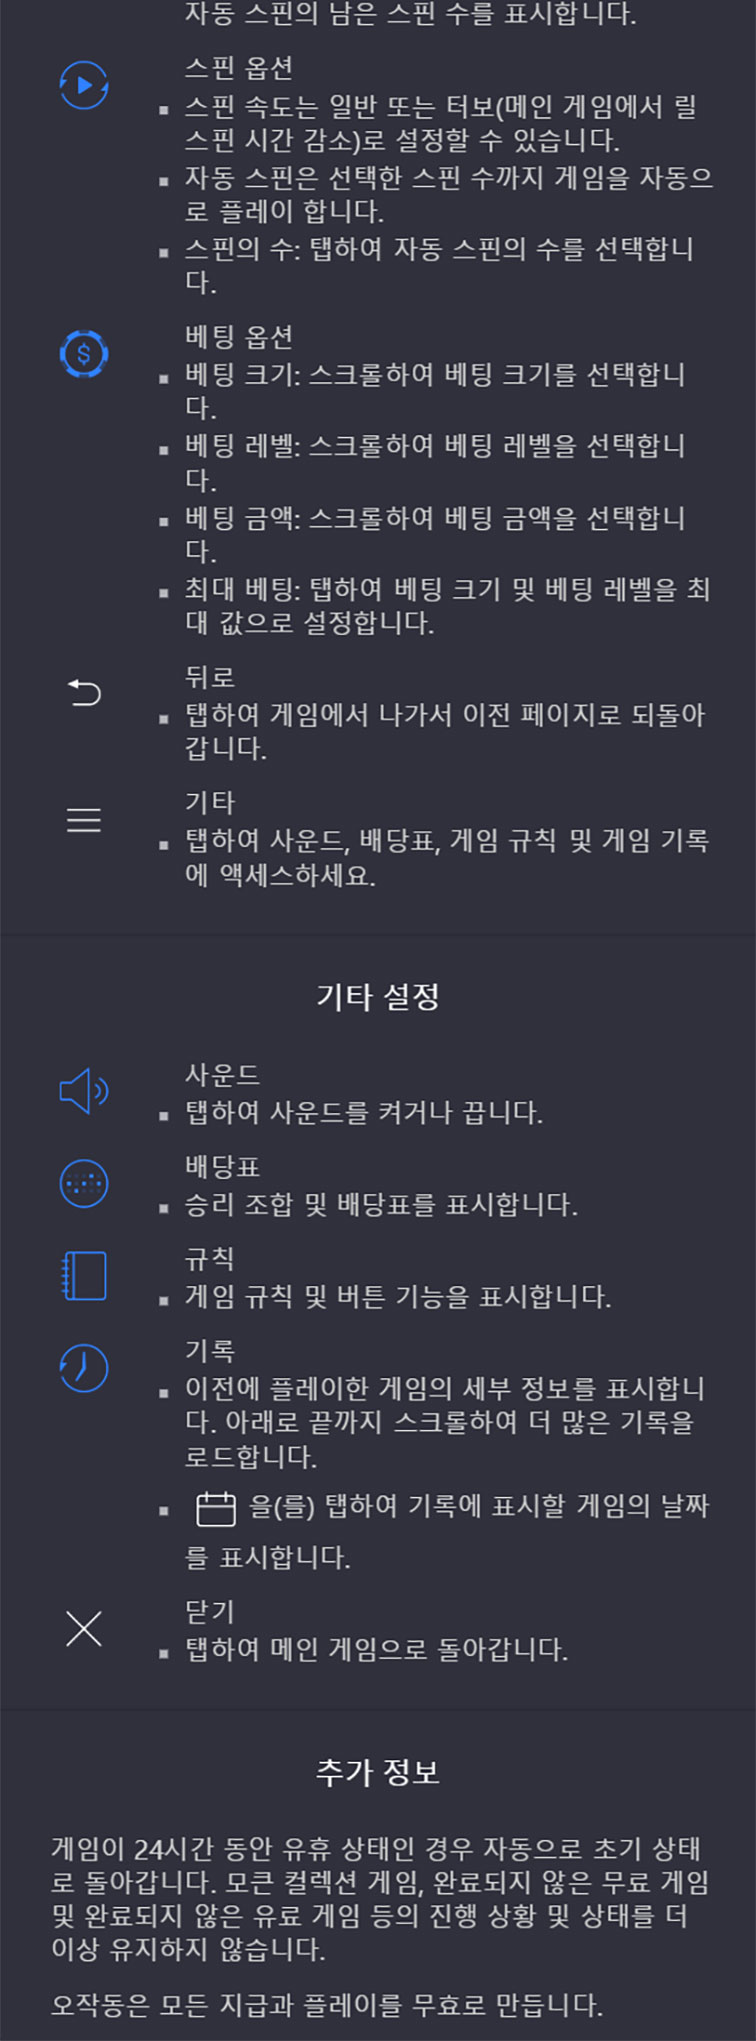 자동 스핀의 남은 스핀 수를 표시합니다.
스핀 옵션
▪ 스핀 속도는 일반 또는 터보(메인 게임에서 릴
스핀 시간 감소)로 설정할 수 있습니다.
▪ 자동 스핀은 선택한 스핀 수까지 게임을 자동으
로 플레이 합니다.
▪ 스핀의 수: 탭하여 자동 스핀의 수를 선택합니
다.
베팅 옵션
▪ 베팅 크기: 스크롤하여 베팅 크기를 선택합니
다.
▪ 베팅 레벨: 스크롤하여 베팅 레벨을 선택합니
다.
▪ 베팅 금액: 스크롤하여 베팅 금액을 선택합니
다.
▪ 최대 베팅: 탭하여 베팅 크기 및 베팅 레벨을 최
대 값으로 설정합니다.
뒤로
▪ 탭하여 게임에서 나가서 이전 페이지로 되돌아
갑니다.
기타
▪ 탭하여 사운드, 배당표, 게임 규칙 및 게임 기록
에 액세스하세요.
기타 설정
사운드
▪ 탭하여 사운드를 켜거나 끕니다.
배당표
▪ 승리 조합 및 배당표를 표시합니다.
규칙
▪ 게임 규칙 및 버튼 기능을 표시합니다.
기록
▪ 이전에 플레이한 게임의 세부 정보를 표시합니
다. 아래로 끝까지 스크롤하여 더 많은 기록을
로드합니다.
▪ 을(를) 탭하여 기록에 표시할 게임의 날짜
를 표시합니다.
닫기
▪ 탭하여 메인 게임으로 돌아갑니다.
추가 정보
게임이 24시간 동안 유휴 상태인 경우 자동으로 초기 상태
로 돌아갑니다. 모큰 컬렉션 게임, 완료되지 않은 무료 게임
및 완료되지 않은 유료 게임 등의 진행 상황 및 상태를 더
이상 유지하지 않습니다.
오작동은 모든 지급과 플레이를 무효로 만듭니다.